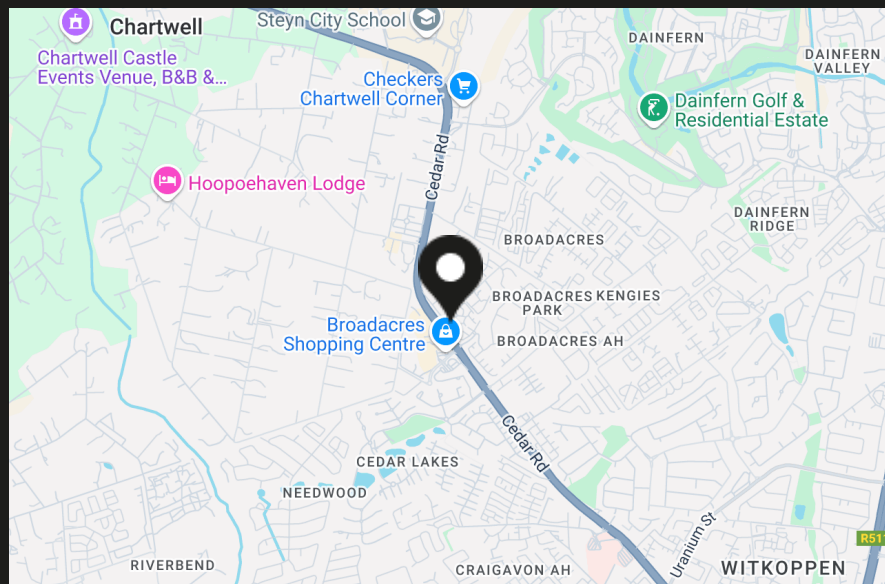 Steyn City School
Chartwell
DAINFERN
Chartwell Castle
Events Venue, B&B &...
DAINFERN
VALLEY
Checkers
Chartwell Corner
Dainfern Golf &
Residential Estate
Cedar Rd
Hoopoehaven Lodge
DAINFERN
RIDGE
BROADACRES
BROADACRES
PARK
KENGIES
Broadacres
Shopping Centre
BROADACRES AH
Cedar Rd
CEDAR LAKES
NEEDWOOD
Uranium St
R511
RIVERBEND
CRAIGAVON AH
WITKOPPEN